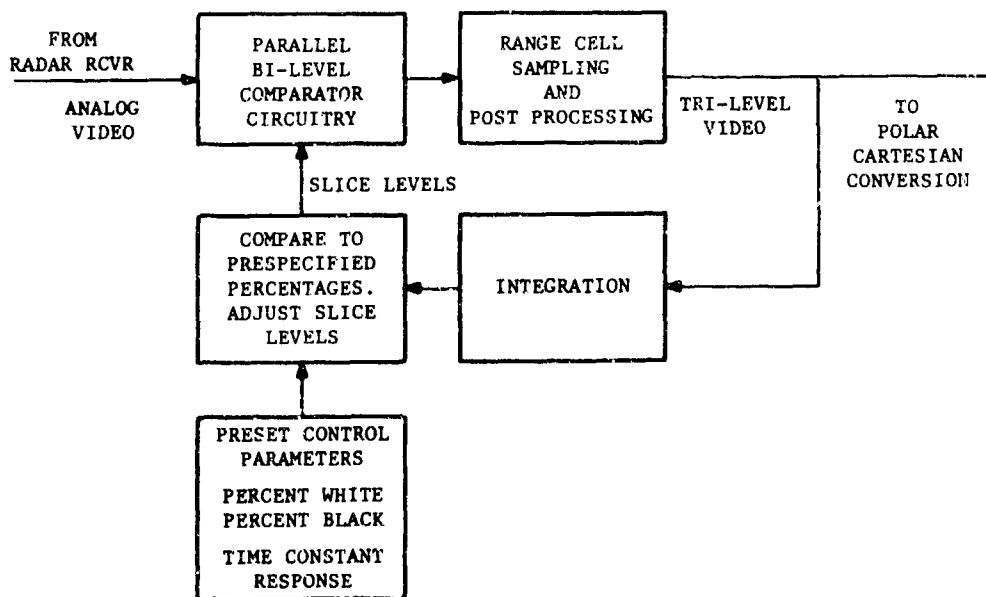 FROM
RADAR RCVR
ANALOG
VIDEO
PARALLEL
BI-LEVEL
COMPARATOR
CIRCUITRY
RANGE CELL
SAMPLING
AND
POST PROCESSING
TRI-LEVEL
VIDEO
TO
POLAR
CARTESIAN
CONVERSION
SLICE LEVELS
COMPARE TO
PRESPECIFIED
PERCENTAGES.
ADJUST SLICE
LEVELS
INTEGRATION
PRESET CONTROL
PARAMETERS
PERCENT WHITE
PERCENT BLACK
TIME CONSTANT
RESPONSE